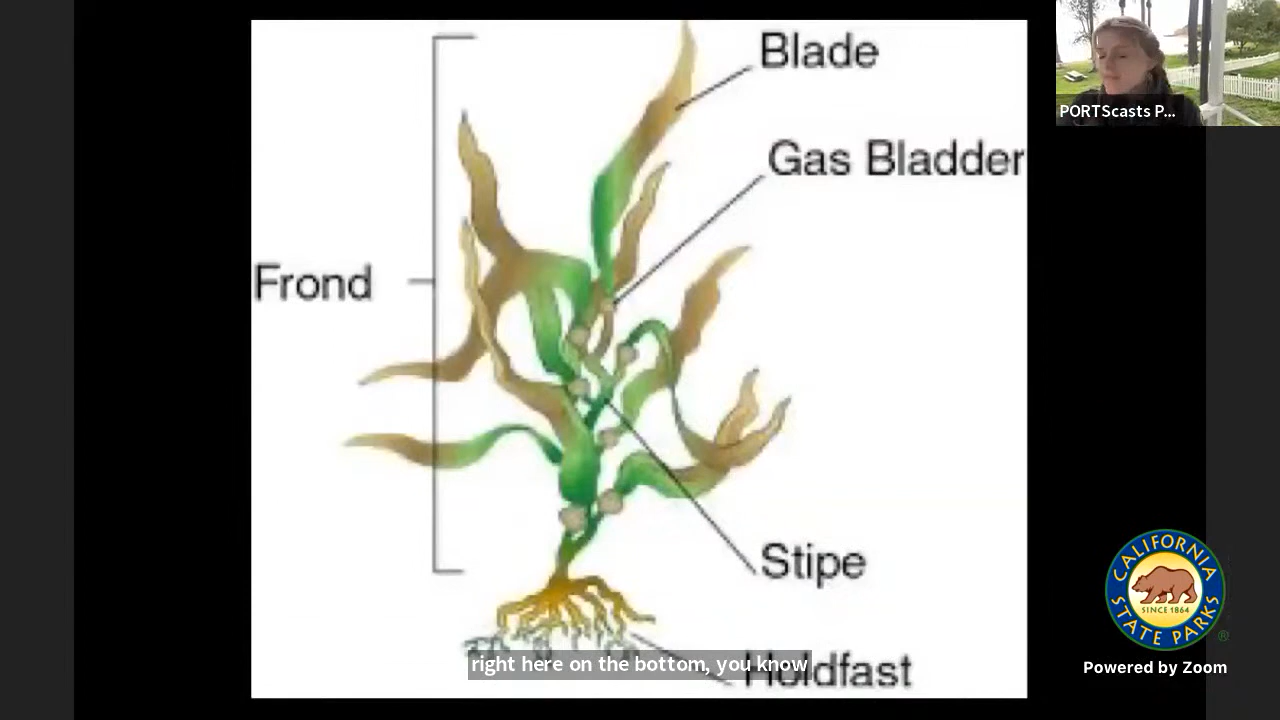 Blade
Gas Bladder
Frond
Stipe
Holdfast
right here on the bottom, you know
PORTScasts P...
CALIFORNIA
STATE PARKS
SINCE 1864
®
Powered by Zoom